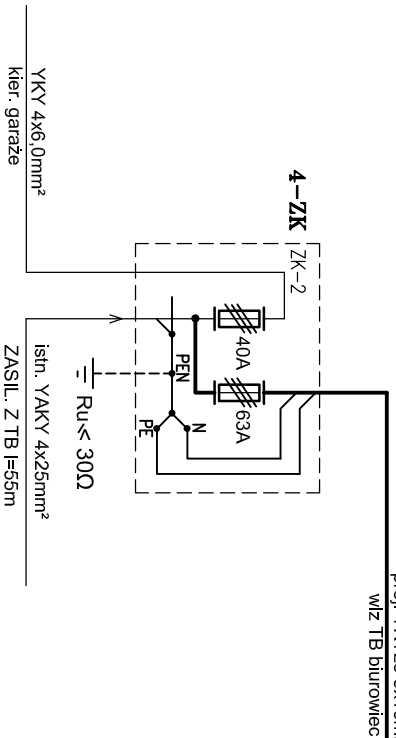 YKY 4x6,0mm²
kier. garaże
4-ZK
ZK-2
40A
63A
PEN
N
PE
Ru< 30Ω
istn. YAKY 4x25mm²
ZASIL. Z TB l=55m
wlz TB biurowiec